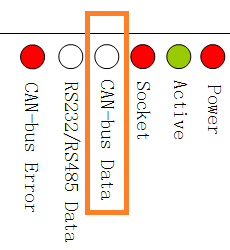 CAN-bus Error
RS232/RS485 Data
CAN-bus Data
Socket
Active
Power